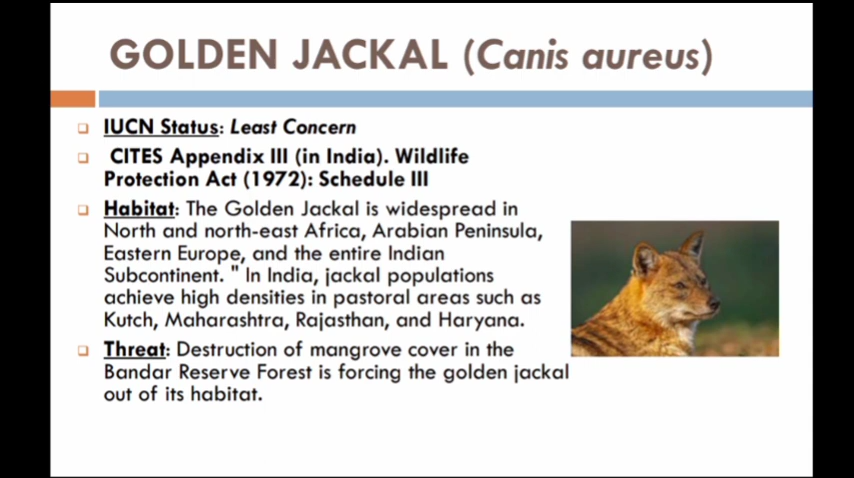 GOLDEN JACKAL (Canis aureus)
IUCN Status: Least Concern
CITES Appendix III (in India). Wildlife
Protection Act (1972): Schedule III
Habitat: The Golden Jackal is widespread in
North and north-east Africa, Arabian Peninsula,
Eastern Europe, and the entire Indian
Subcontinent. " In India, jackal populations
achieve high densities in pastoral areas such as
Kutch, Maharashtra, Rajasthan, and Haryana.
Threat: Destruction of mangrove cover in the
Bandar Reserve Forest is forcing the golden jackal
out of its habitat.